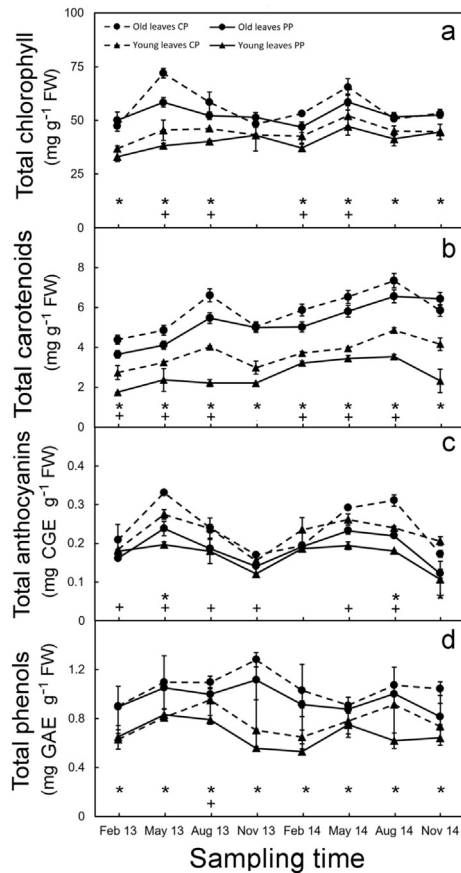 Old leaves CP
Old leaves PP
Young leaves CP
Young leaves PP
a
Total chlorophyll
(mg g⁻¹ FW)
100
75
50
25
0
* * * * * * *
+ + + +
b
Total carotenoids
(mg g⁻¹ FW)
8
6
4
2
0
* * * * * * * *
+ + + + + +
c
Total anthocyanins
(mg CGE g⁻¹ FW)
0.4
0.3
0.2
0.1
0
* * *
+ + + + + +
d
Total phenols
(mg GAE g⁻¹ FW)
1.2
0.8
0.4
0
* * * * * * * *
+
Feb 13 May 13 Aug 13 Nov 13 Feb 14 May 14 Aug 14 Nov 14
Sampling time